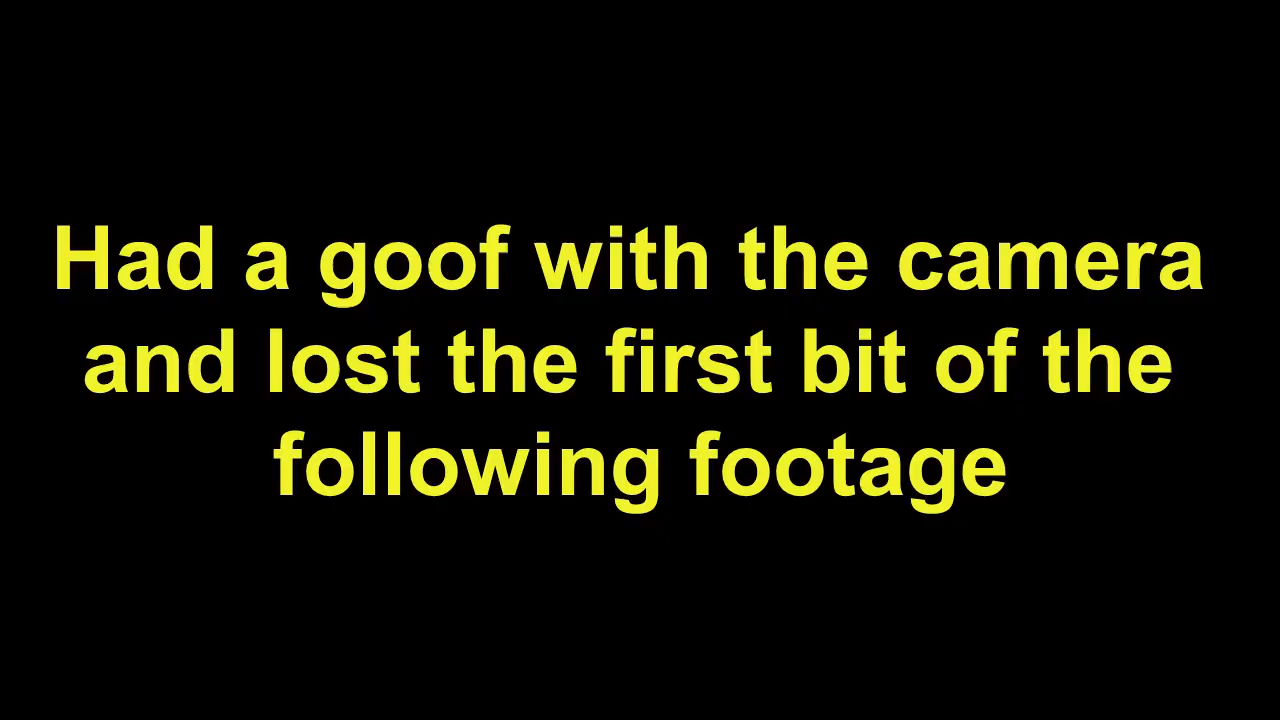 Had a goof with the camera
and lost the first bit of the
following footage